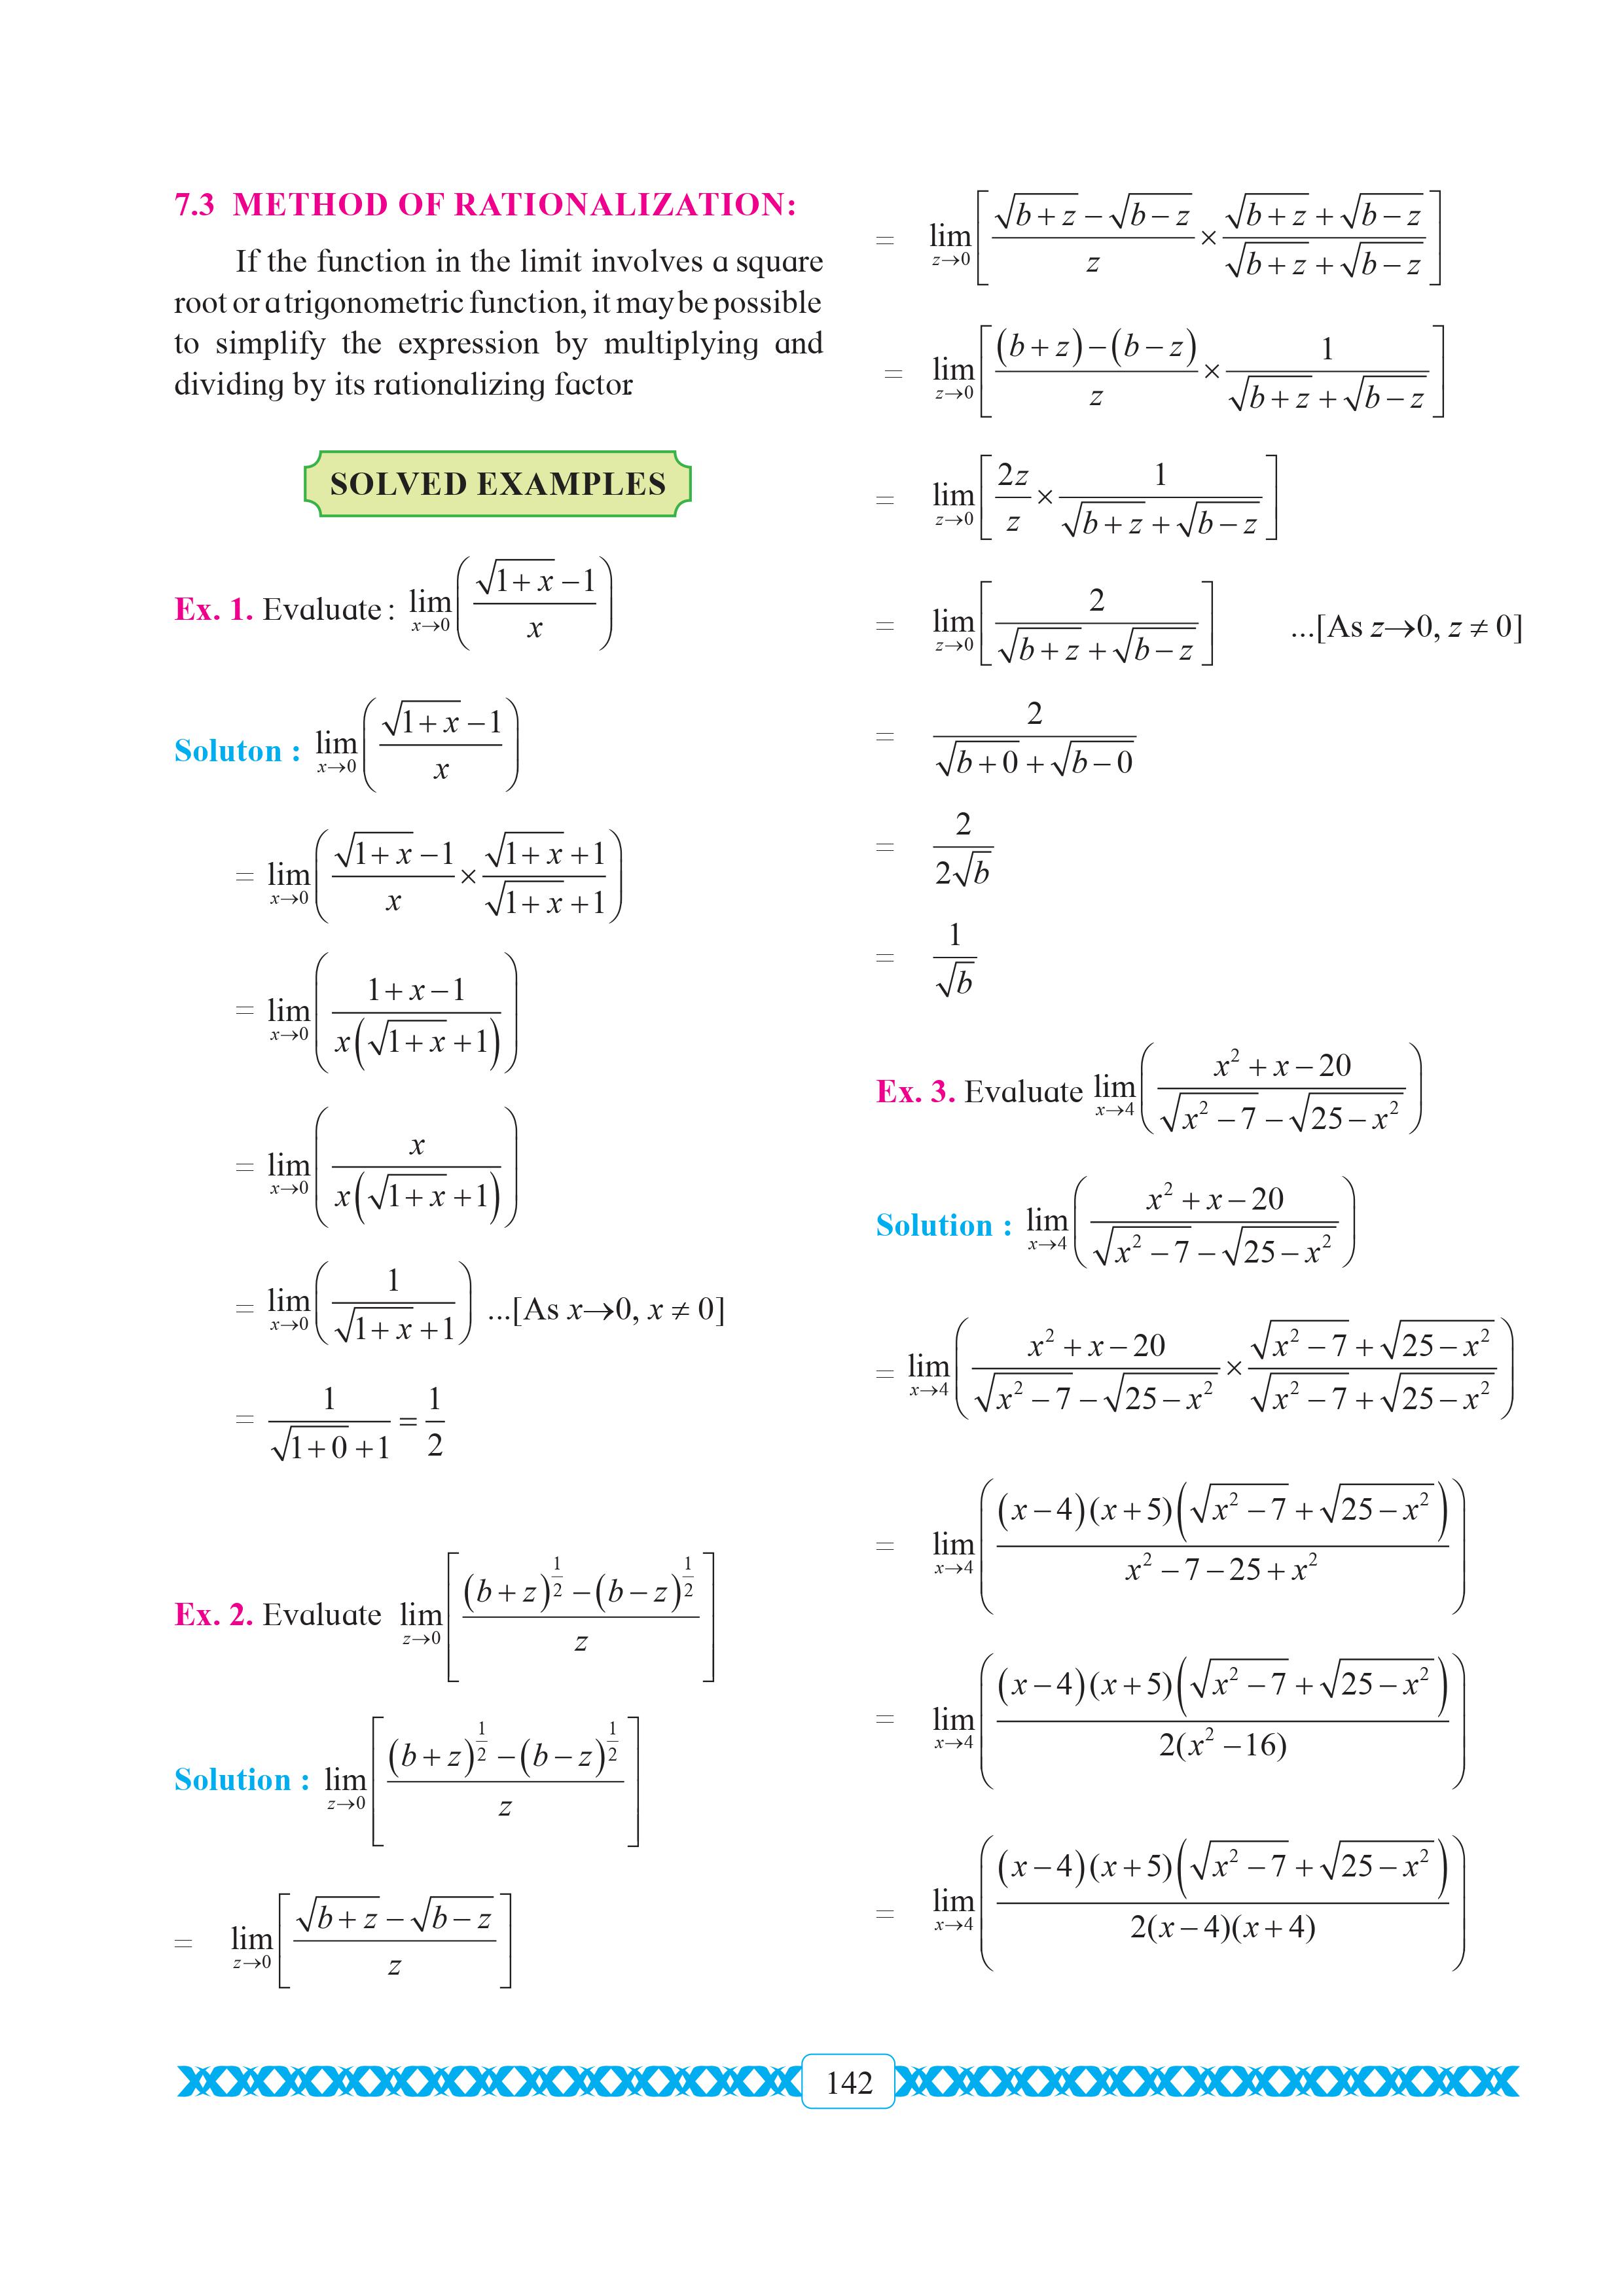 7.3 METHOD OF RATIONALIZATION:
If the function in the limit involves a square
root or a trigonometric function, it may be possible
to simplify the expression by multiplying and
dividing by its rationalizing factor.
SOLVED EXAMPLES
Ex. 1. Evaluate : $\lim_{x \to 0} \left( \frac{\sqrt{1+x}-1}{x} \right)$
Soluton : $\lim_{x \to 0} \left( \frac{\sqrt{1+x}-1}{x} \right)$
$= \lim_{x \to 0} \left( \frac{\sqrt{1+x}-1}{x} \times \frac{\sqrt{1+x}+1}{\sqrt{1+x}+1} \right)$
$= \lim_{x \to 0} \left( \frac{1+x-1}{x\left(\sqrt{1+x}+1\right)} \right)$
$= \lim_{x \to 0} \left( \frac{x}{x\left(\sqrt{1+x}+1\right)} \right)$
$= \lim_{x \to 0} \left( \frac{1}{\sqrt{1+x}+1} \right)$ ...[As $x \to 0$, $x \neq 0$]
$= \frac{1}{\sqrt{1+0}+1} = \frac{1}{2}$
Ex. 2. Evaluate $\lim_{z \to 0} \left[ \frac{(b+z)^{\frac{1}{2}}-(b-z)^{\frac{1}{2}}}{z} \right]$
Solution : $\lim_{z \to 0} \left[ \frac{(b+z)^{\frac{1}{2}}-(b-z)^{\frac{1}{2}}}{z} \right]$
$= \lim_{z \to 0} \left[ \frac{\sqrt{b+z}-\sqrt{b-z}}{z} \right]$
$= \lim_{z \to 0} \left[ \frac{\sqrt{b+z}-\sqrt{b-z}}{z} \times \frac{\sqrt{b+z}+\sqrt{b-z}}{\sqrt{b+z}+\sqrt{b-z}} \right]$
$= \lim_{z \to 0} \left[ \frac{(b+z)-(b-z)}{z} \times \frac{1}{\sqrt{b+z}+\sqrt{b-z}} \right]$
$= \lim_{z \to 0} \left[ \frac{2z}{z} \times \frac{1}{\sqrt{b+z}+\sqrt{b-z}} \right]$
$= \lim_{z \to 0} \left[ \frac{2}{\sqrt{b+z}+\sqrt{b-z}} \right]$ ...[As $z \to 0$, $z \neq 0$]
$= \frac{2}{\sqrt{b+0}+\sqrt{b-0}}$
$= \frac{2}{2\sqrt{b}}$
$= \frac{1}{\sqrt{b}}$
Ex. 3. Evaluate $\lim_{x \to 4} \left( \frac{x^2+x-20}{\sqrt{x^2-7}-\sqrt{25-x^2}} \right)$
Solution : $\lim_{x \to 4} \left( \frac{x^2+x-20}{\sqrt{x^2-7}-\sqrt{25-x^2}} \right)$
$= \lim_{x \to 4} \left( \frac{x^2+x-20}{\sqrt{x^2-7}-\sqrt{25-x^2}} \times \frac{\sqrt{x^2-7}+\sqrt{25-x^2}}{\sqrt{x^2-7}+\sqrt{25-x^2}} \right)$
$= \lim_{x \to 4} \left( \frac{(x-4)(x+5)\left(\sqrt{x^2-7}+\sqrt{25-x^2}\right)}{x^2-7-25+x^2} \right)$
$= \lim_{x \to 4} \left( \frac{(x-4)(x+5)\left(\sqrt{x^2-7}+\sqrt{25-x^2}\right)}{2(x^2-16)} \right)$
$= \lim_{x \to 4} \left( \frac{(x-4)(x+5)\left(\sqrt{x^2-7}+\sqrt{25-x^2}\right)}{2(x-4)(x+4)} \right)$
142